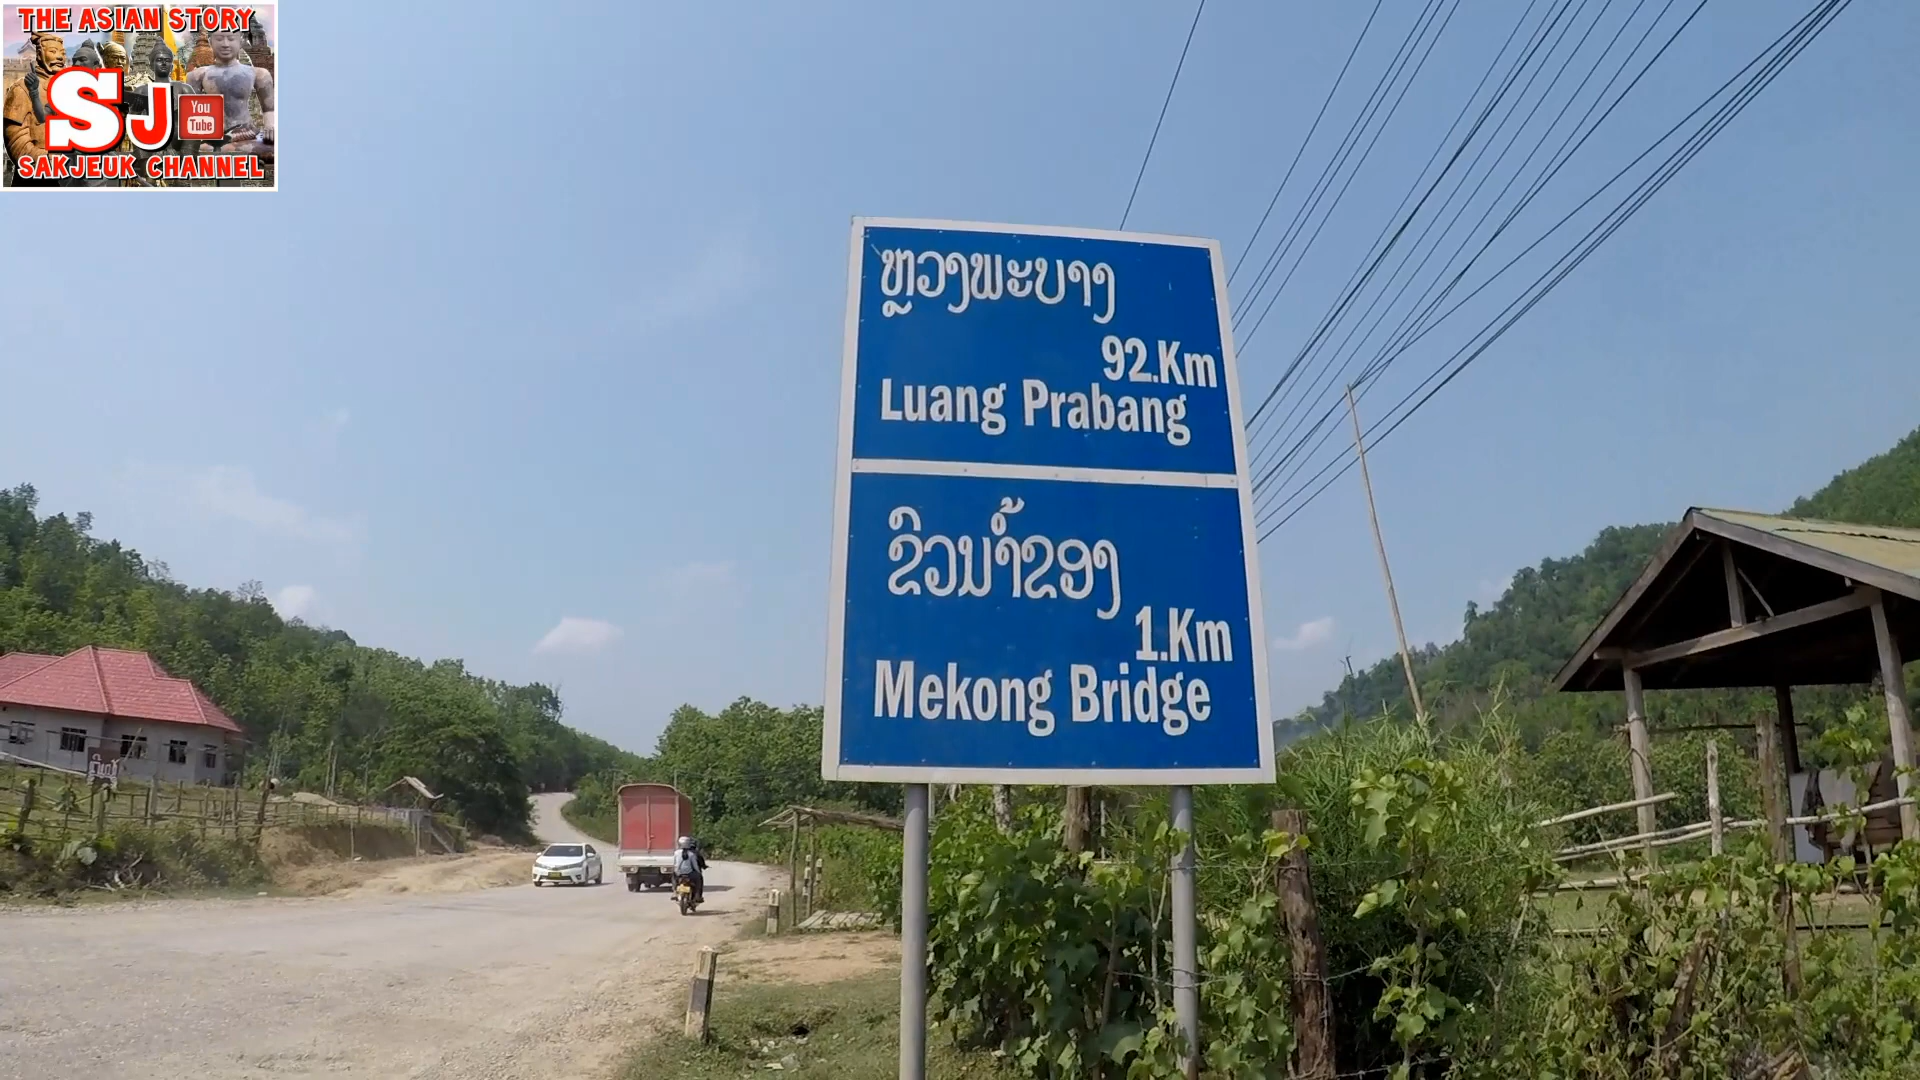 THE ASIAN STORY
SJ
You
Tube
SAKJEUK CHANNEL
ຫຼວງພະບາງ
92.Km
Luang Prabang
ຂົວນ້ຳຂອງ
1.Km
Mekong Bridge